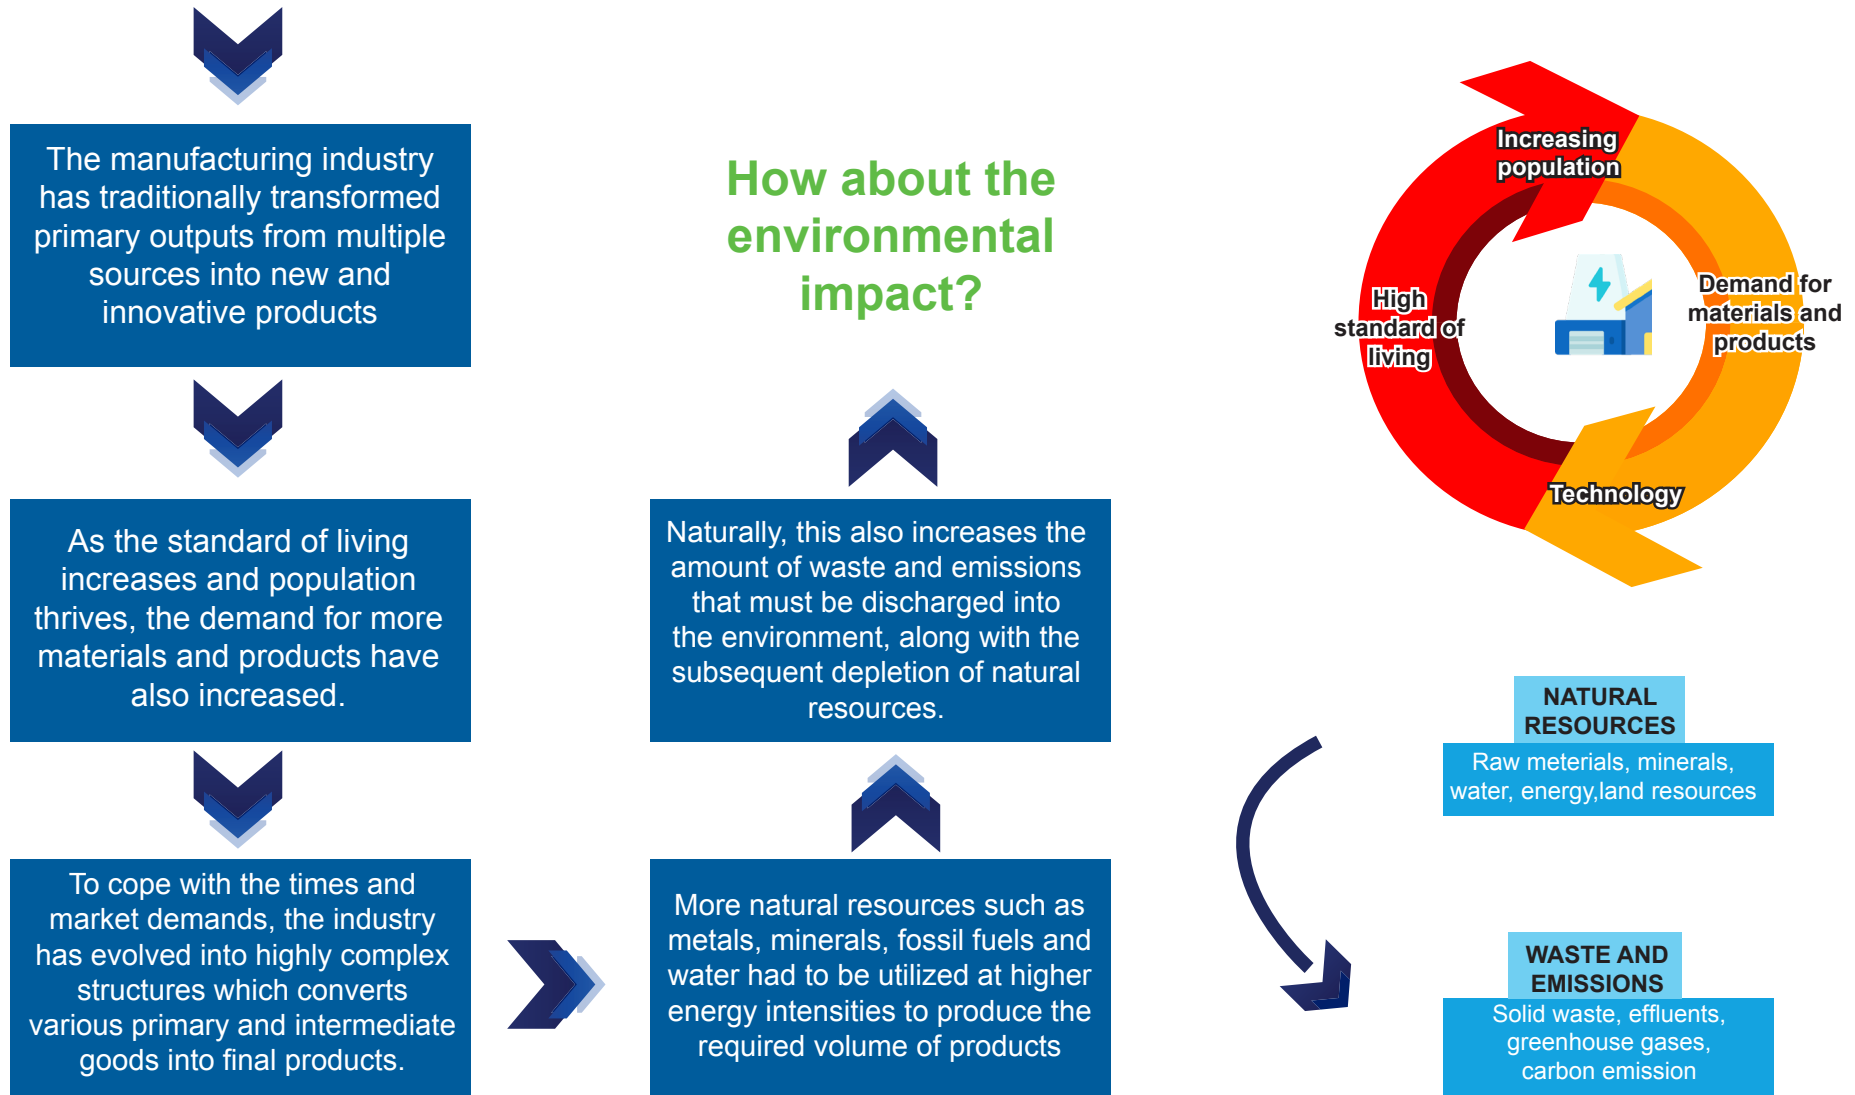 The manufacturing industry
has traditionally transformed
primary outputs from multiple
sources into new and
innovative products
As the standard of living
increases and population
thrives, the demand for more
materials and products have
also increased.
To cope with the times and
market demands, the industry
has evolved into highly complex
structures which converts
various primary and intermediate
goods into final products.
More natural resources such as
metals, minerals, fossil fuels and
water had to be utilized at higher
energy intensities to produce the
required volume of products
Naturally, this also increases the
amount of waste and emissions
that must be discharged into
the environment, along with the
subsequent depletion of natural
resources.
How about the
environmental
impact?
Increasing
population
Demand for
materials and
products
Technology
High
standard of
living
NATURAL
RESOURCES
Raw meterials, minerals,
water, energy,land resources
WASTE AND
EMISSIONS
Solid waste, effluents,
greenhouse gases,
carbon emission